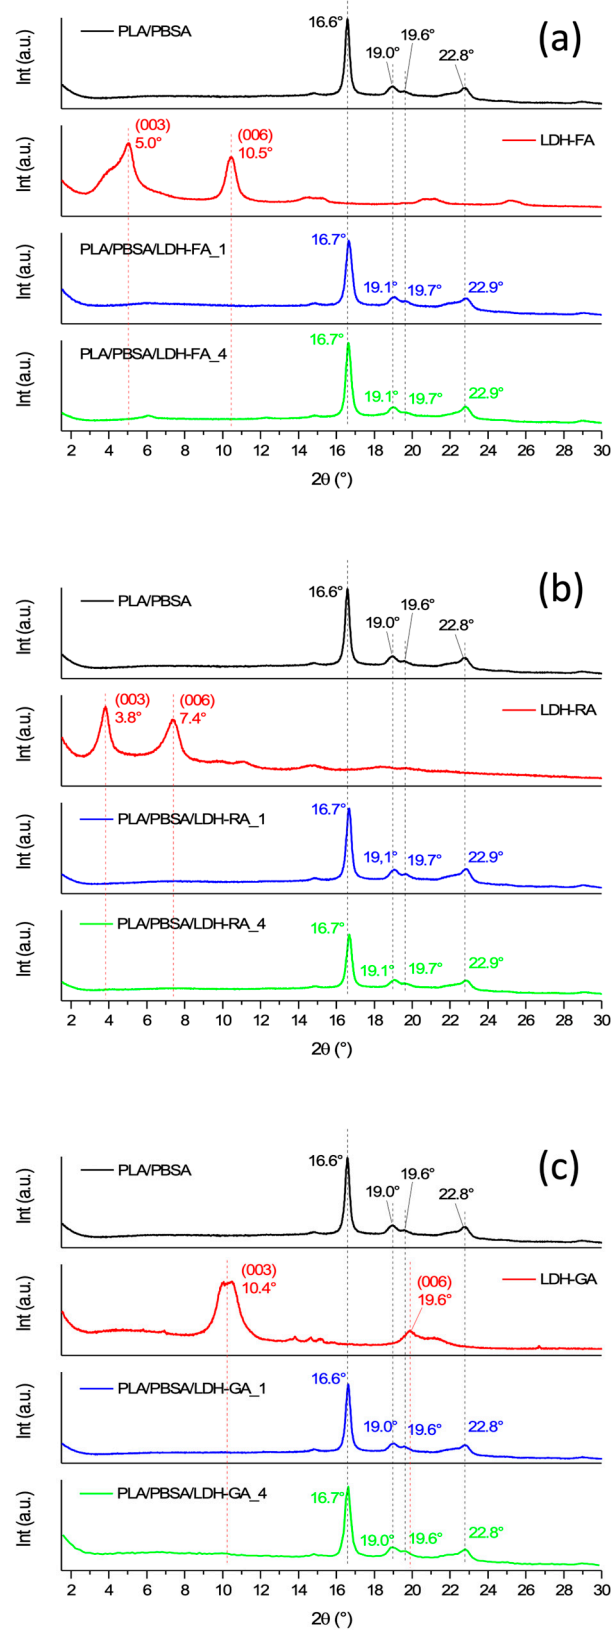 (a)
PLA/PBSA
16.6°
19.0°
19.6°
22.8°
Int (a.u.)
(003)
5.0°
(006)
10.5°
LDH-FA
Int (a.u.)
PLA/PBSA/LDH-FA_1
16.7°
19.1°
19.7°
22.9°
Int (a.u.)
PLA/PBSA/LDH-FA_4
16.7°
19.1°
19.7°
22.9°
Int (a.u.)
2 4 6 8 10 12 14 16 18 20 22 24 26 28 30
2θ (°)
(b)
PLA/PBSA
16.6°
19.0°
19.6°
22.8°
Int (a.u.)
(003)
3.8°
(006)
7.4°
LDH-RA
Int (a.u.)
PLA/PBSA/LDH-RA_1
16.7°
19,1°
19.7°
22.9°
Int (a.u.)
PLA/PBSA/LDH-RA_4
16.7°
19.1°
19.7°
22.9°
Int (a.u.)
2 4 6 8 10 12 14 16 18 20 22 24 26 28 30
2θ (°)
(c)
PLA/PBSA
16.6°
19.0°
19.6°
22.8°
Int (a.u.)
(003)
10.4°
(006)
19.6°
LDH-GA
Int (a.u.)
PLA/PBSA/LDH-GA_1
16.6°
19.0°
19.6°
22.8°
Int (a.u.)
PLA/PBSA/LDH-GA_4
16.7°
19.0°
19.6°
22.8°
Int (a.u.)
2 4 6 8 10 12 14 16 18 20 22 24 26 28 30
2θ (°)